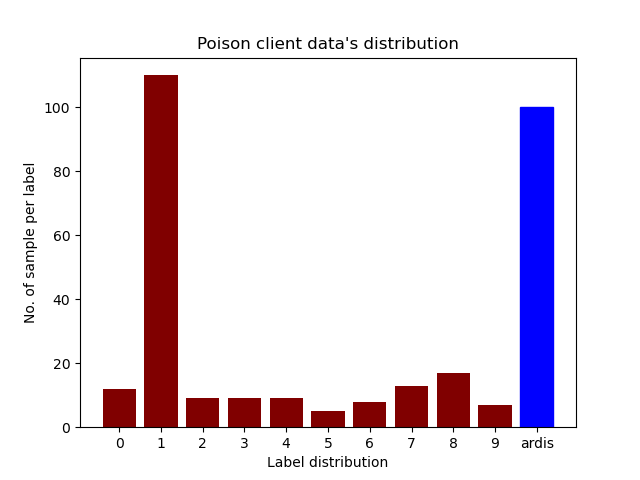 Poison client data's distribution
No. of sample per label
100
80
60
40
20
0
0 1 2 3 4 5 6 7 8 9 ardis
Label distribution